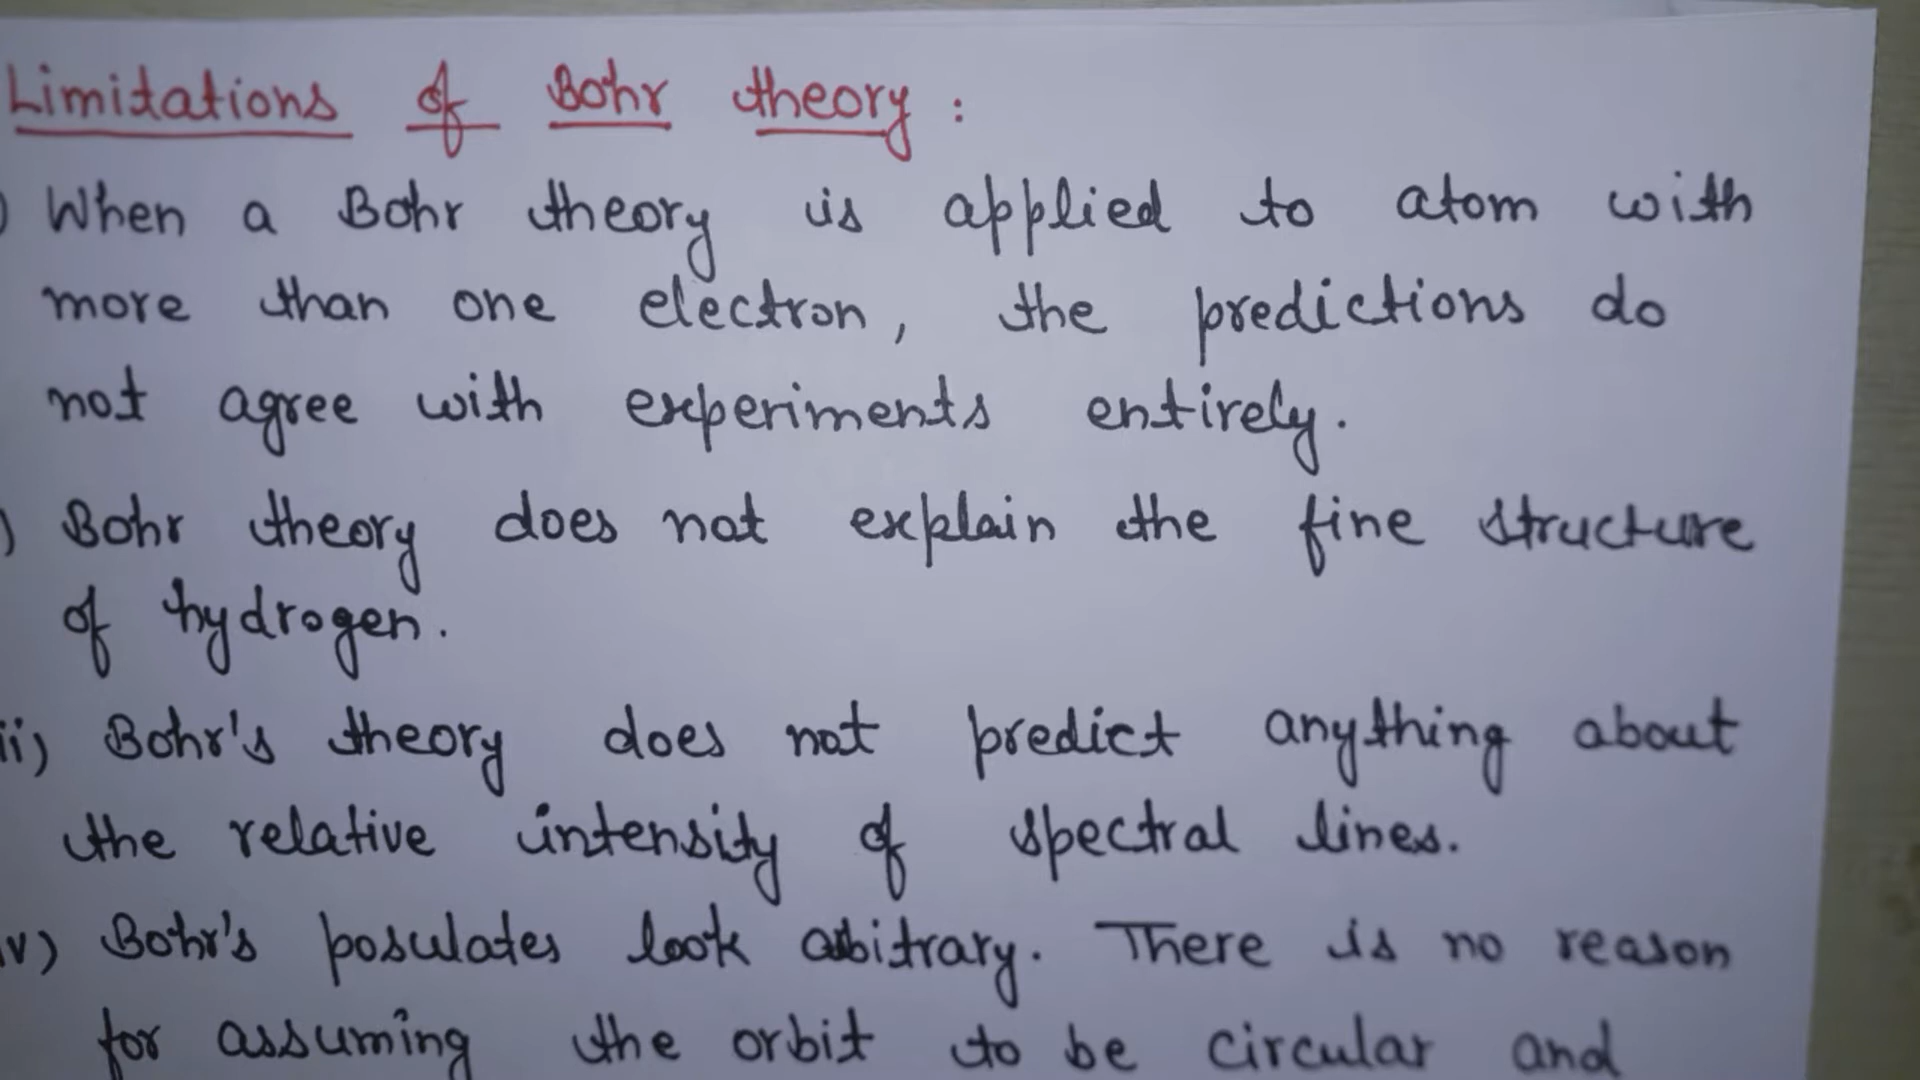 Limitations of Bohr theory :
) When a Bohr theory is applied to atom with
more than one electron, the predictions do
not agree with experiments entirely.
) Bohr theory does not explain the fine structure
of hydrogen.
ii) Bohr's theory does not predict anything about
the relative intensity of spectral lines.
iv) Bohr's posulates look arbitrary. There is no reason
for assuming the orbit to be circular and